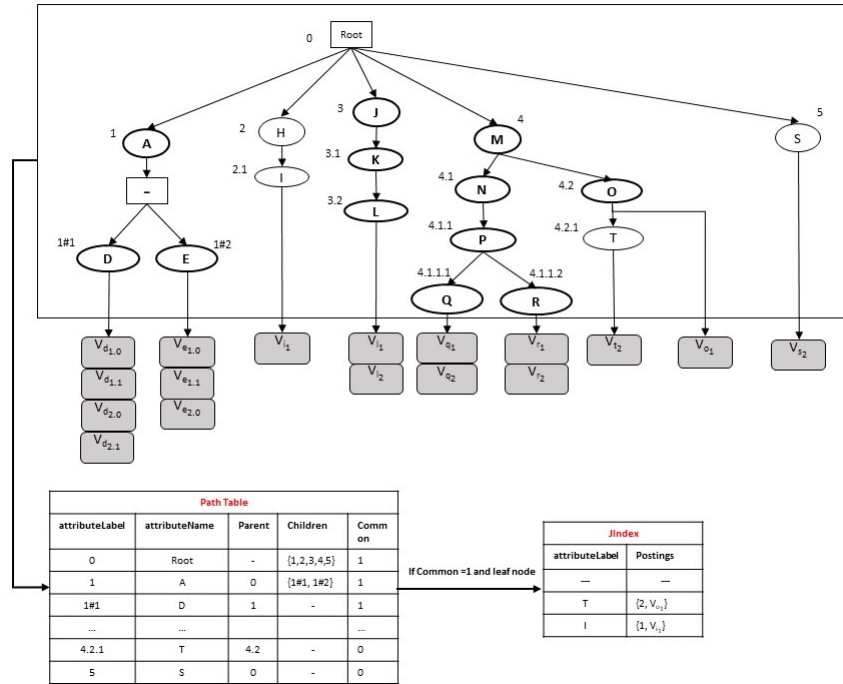 0 Root
1 A
2 H
3 J
4 M
5 S
-
2.1 I
3.1 K
3.2 L
4.1 N
4.2 O
1#1 D
1#2 E
4.1.1 P
4.2.1 T
4.1.1.1 Q
4.1.1.2 R
Vd1.0 Ve1.0 Vi1 Vl1 Vq1 Vr1 Vt2 Vo1 Vs2
Vd1.1 Ve1.1 Vl2 Vq2 Vr2
Vd2.0 Ve2.0
Vd2.1
Path Table
attributeLabel attributeName Parent Children Comm
on
0 Root - {1,2,3,4,5} 1
1 A 0 {1#1, 1#2} 1
1#1 D 1 - 1
... ... ...
4.2.1 T 4.2 - 0
5 S 0 - 0
If Common =1 and leaf node
JIndex
attributeLabel Postings
--- ---
T {2, Vo1}
I {1, Vi1}